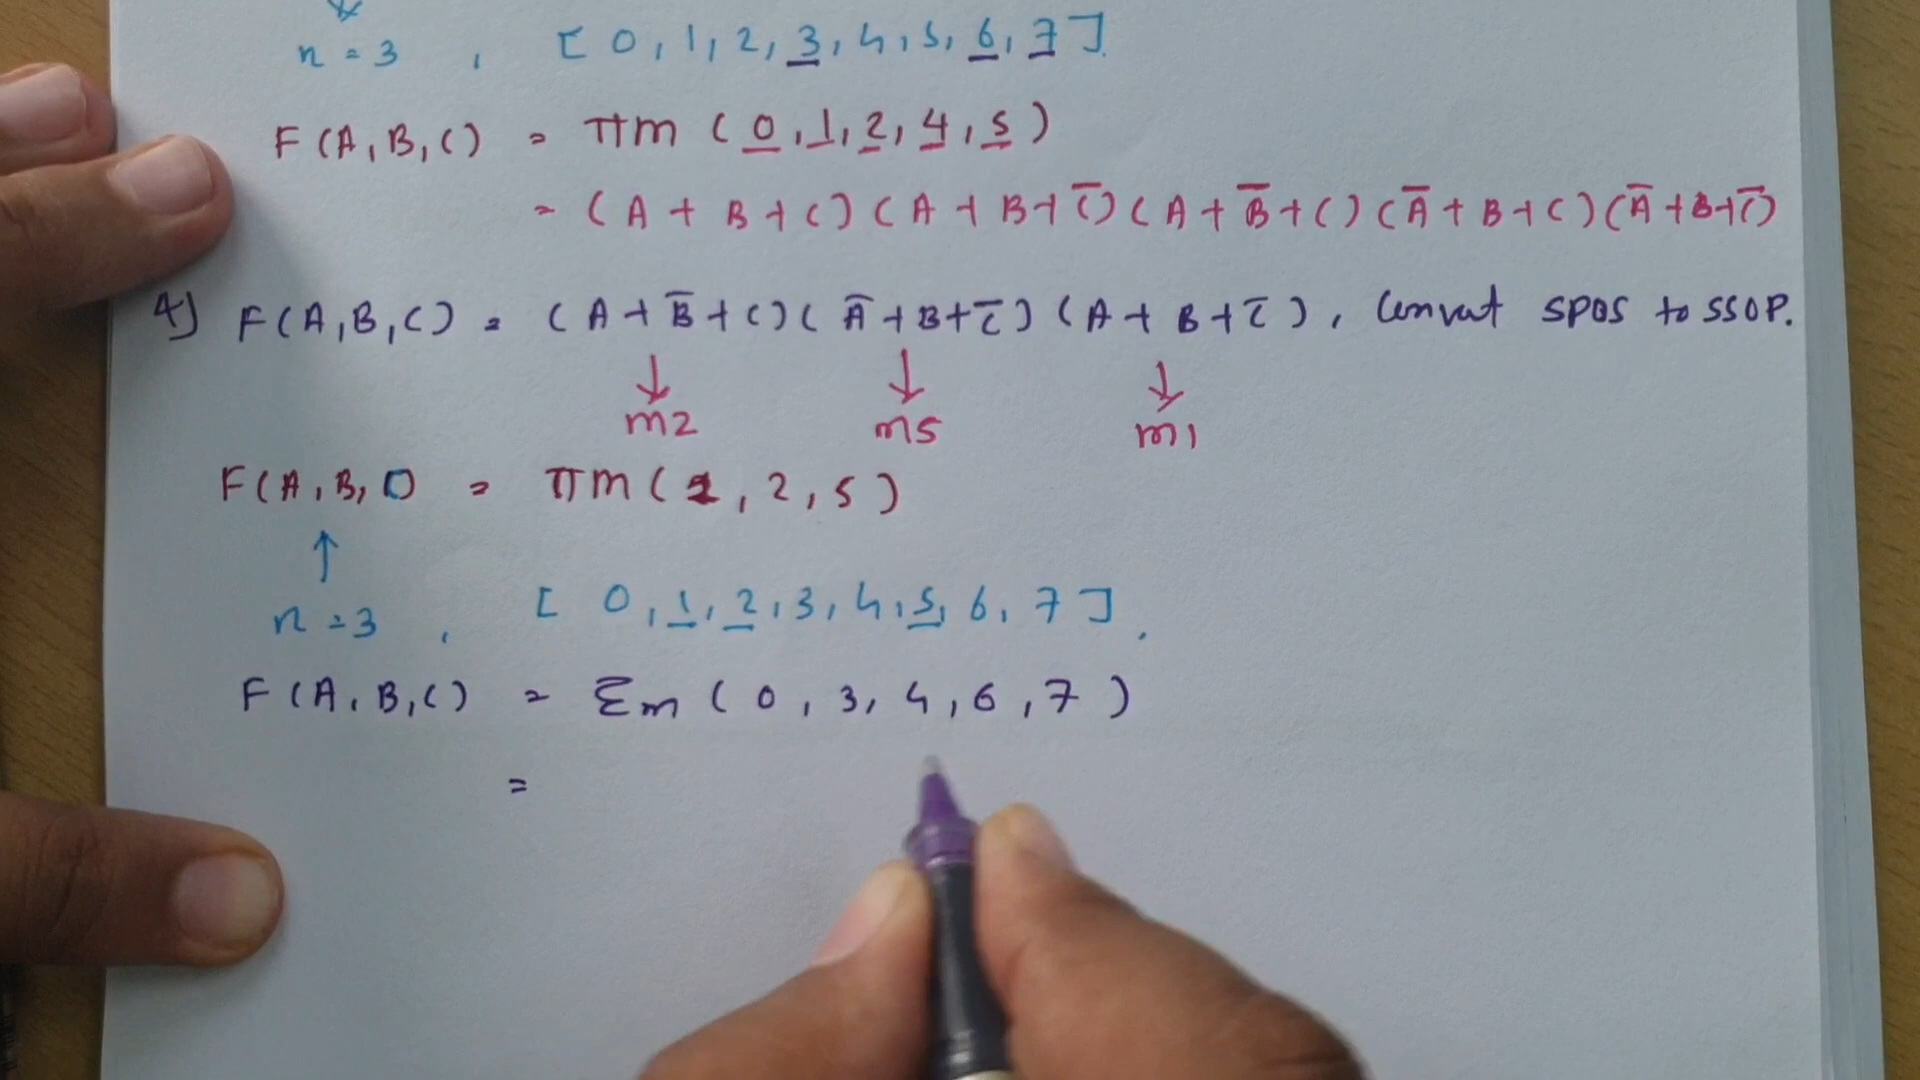 n = 3 , [ 0, 1, 2, 3, 4, 5, 6, 7 ].
F(A, B, C) = πM ( 0, 1, 2, 4, 5 )
= (A + B + C) (A + B + C̅) (A + B̅ + C) (A̅ + B + C) (A̅ + B + C̅)
4) F(A, B, C) = (A + B̅ + C) (A̅ + B + C̅) (A + B + C̅), Convert SPOS to SSOP.
↓ ↓ ↓
m2 m5 m1
F(A, B, C) = πM ( 1, 2, 5 )
↑
n = 3 , [ 0, 1, 2, 3, 4, 5, 6, 7 ].
F(A, B, C) = Σm ( 0, 3, 4, 6, 7 )
=